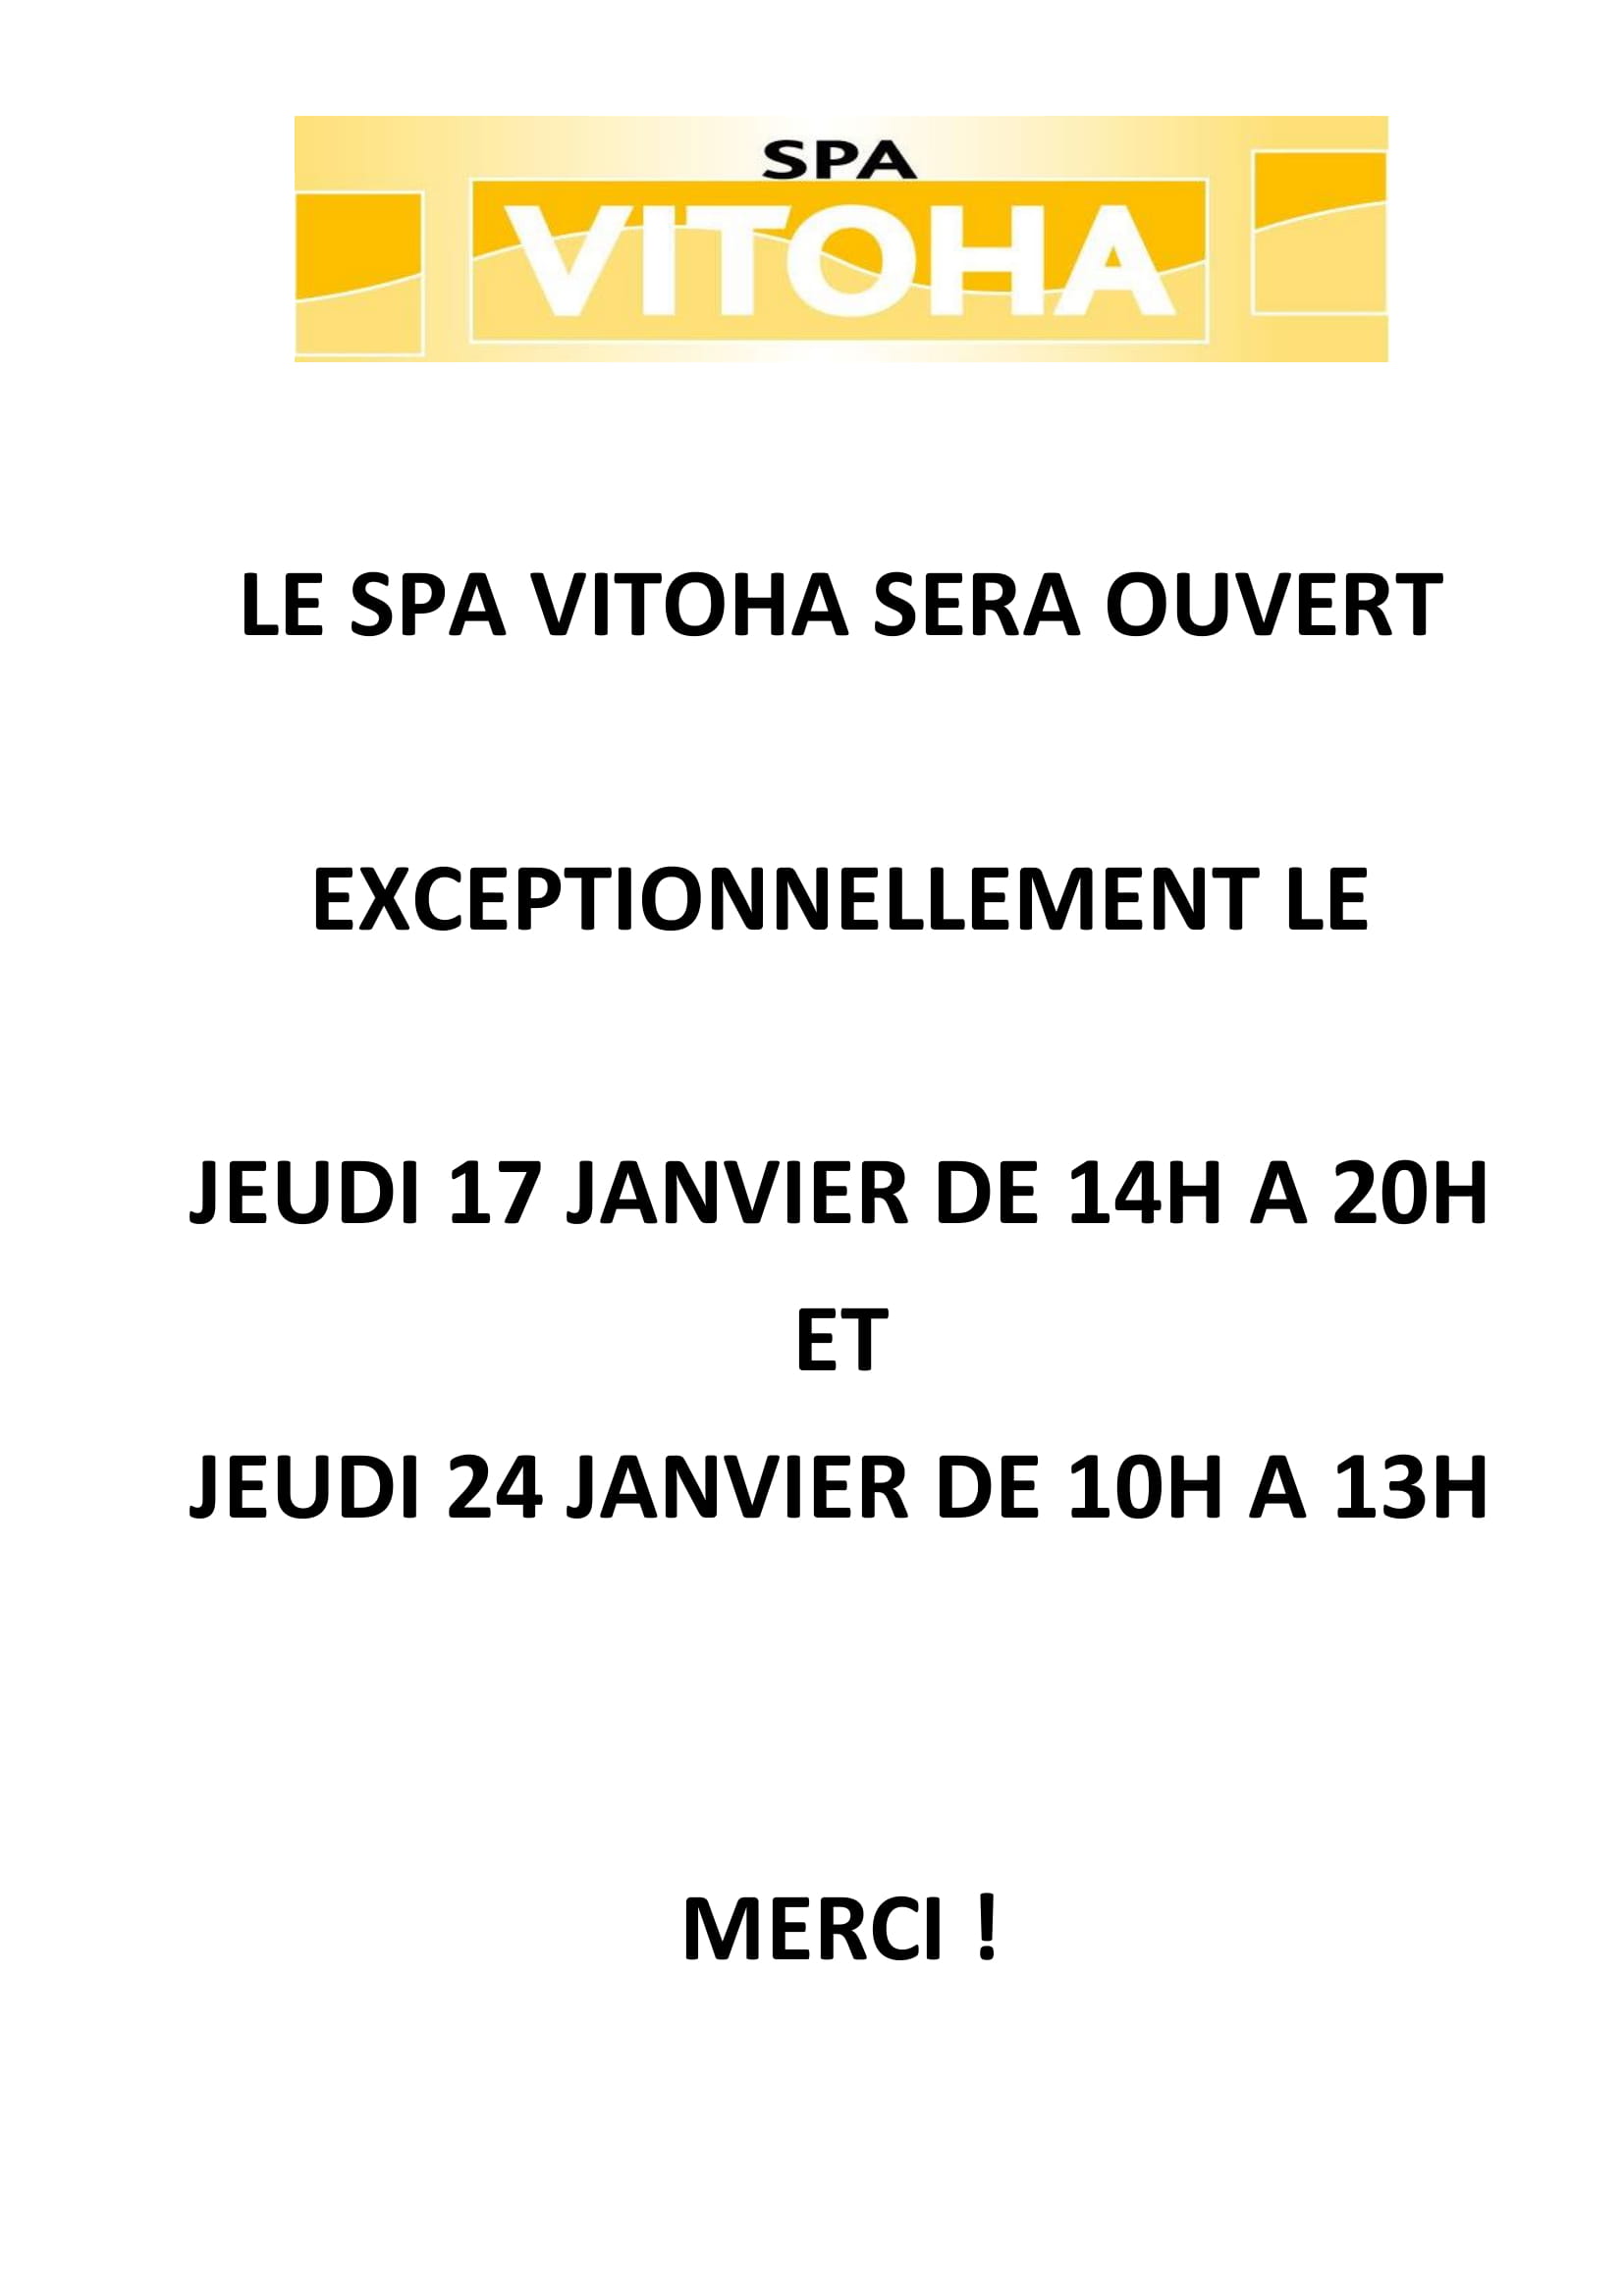 SPA
VITOHA
LE SPA VITOHA SERA OUVERT
EXCEPTIONNELLEMENT LE
JEUDI 17 JANVIER DE 14H A 20H
ET
JEUDI 24 JANVIER DE 10H A 13H
MERCI !